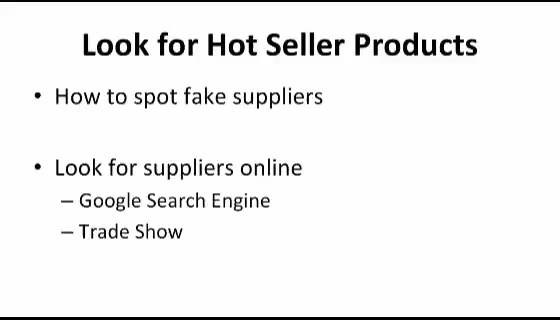 Look for Hot Seller Products
• How to spot fake suppliers
• Look for suppliers online
– Google Search Engine
– Trade Show